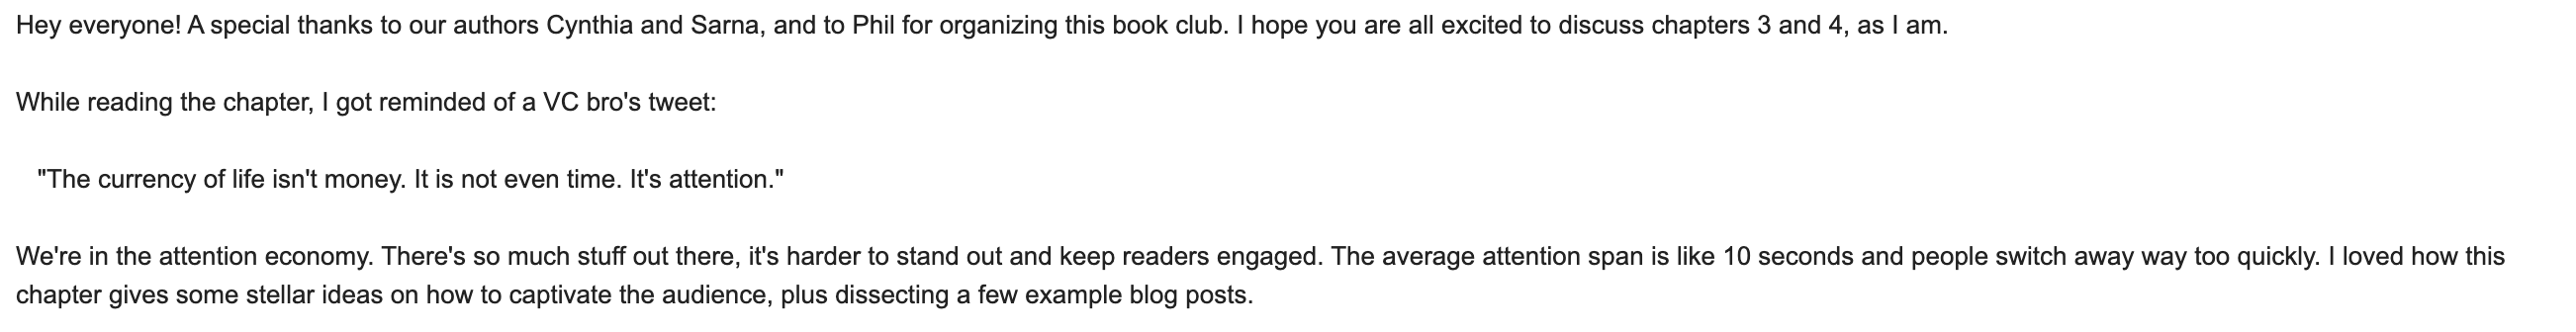 Hey everyone! A special thanks to our authors Cynthia and Sarna, and to Phil for organizing this book club. I hope you are all excited to discuss chapters 3 and 4, as I am.
While reading the chapter, I got reminded of a VC bro's tweet:
"The currency of life isn't money. It is not even time. It's attention."
We're in the attention economy. There's so much stuff out there, it's harder to stand out and keep readers engaged. The average attention span is like 10 seconds and people switch away way too quickly. I loved how this
chapter gives some stellar ideas on how to captivate the audience, plus dissecting a few example blog posts.